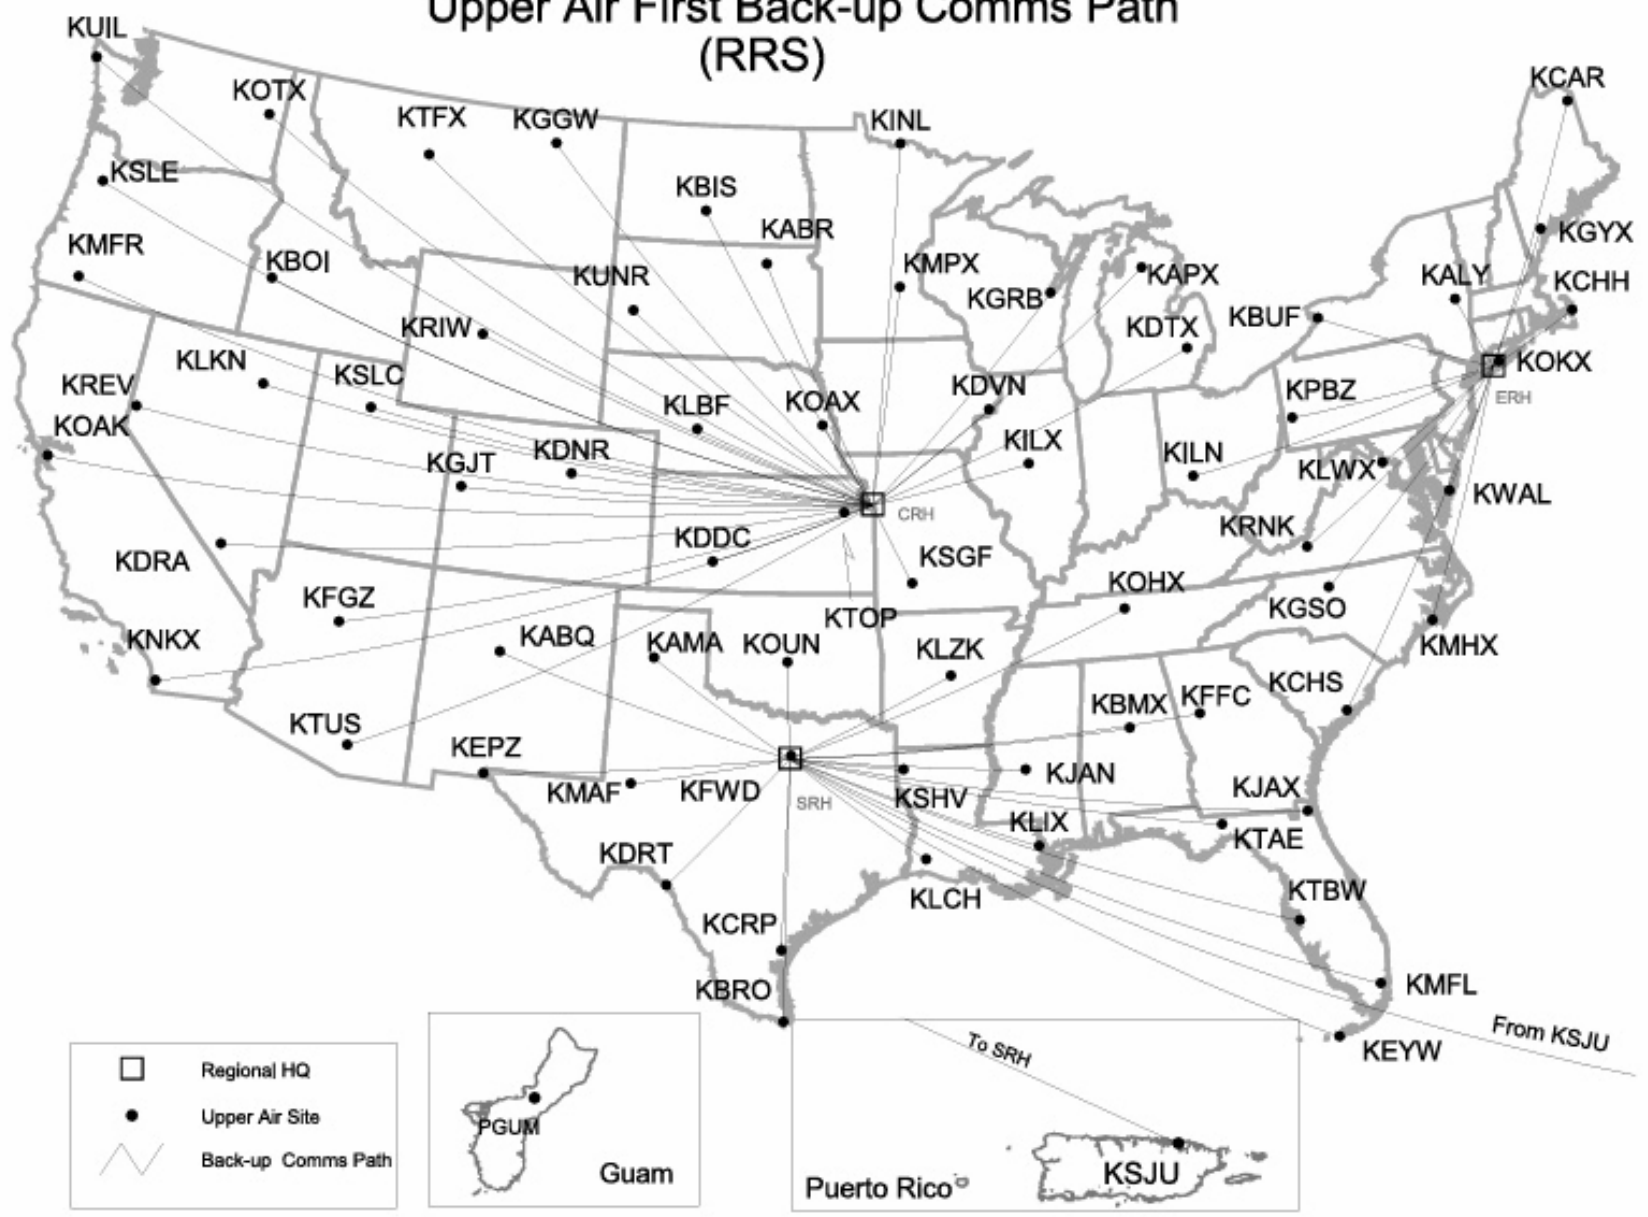 Upper Air First Back-up Comms Path
(RRS)
KUIL
KOTX
KTFX
KGGW
KINL
KCAR
KSLE
KBIS
KABR
KMFR
KBOI
KUNR
KMPX
KGRB
KAPX
KALY
KGYX
KCHH
KRIW
KDTX
KBUF
KLKN
KSLC
KREV
KOAK
KLBF
KOAX
KDVN
KPBZ
KOKX
ERH
KGJT
KDNR
KILX
KILN
KLWX
KWAL
CRH
KDRA
KDDC
KSGF
KRNK
KFGZ
KTOP
KOHX
KGSO
KNKX
KABQ
KAMA
KOUN
KLZK
KMHX
KTUS
KEPZ
KBMX
KFFC
KCHS
KMAF
KFWD
SRH
KSHV
KJAN
KJAX
KLIX
KTAE
KDRT
KLCH
KTBW
KCRP
KBRO
KMFL
From KSJU
KEYW
To SRH
Regional HQ
Upper Air Site
Back-up Comms Path
PGUM
Guam
Puerto Rico
KSJU